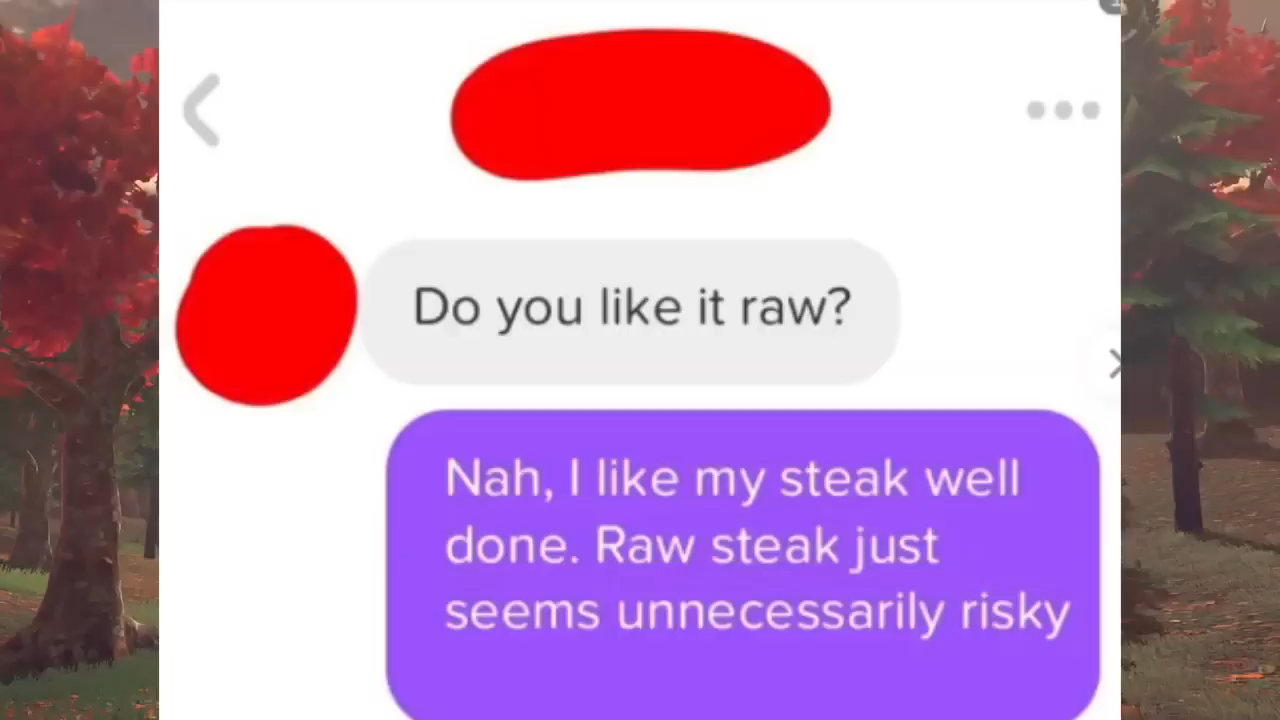 Do you like it raw?
Nah, I like my steak well
done. Raw steak just
seems unnecessarily risky